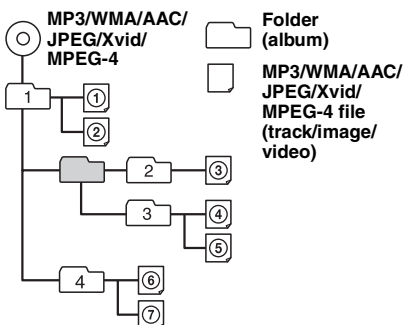 MP3/WMA/AAC/
JPEG/Xvid/
MPEG-4
Folder
(album)
MP3/WMA/AAC/
JPEG/Xvid/
MPEG-4 file
(track/image/
video)
1
①
②
2
③
3
④
⑤
4
⑥
⑦